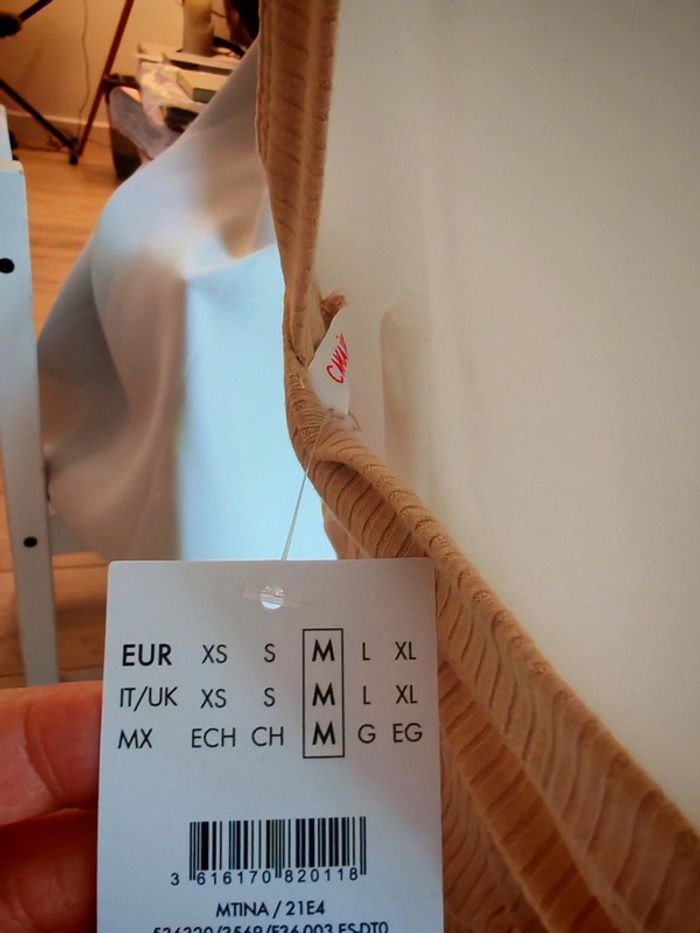 EUR XS S M L XL
IT/UK XS S M L XL
MX ECH CH M G EG
3 616170 820118
MTINA / 21E4